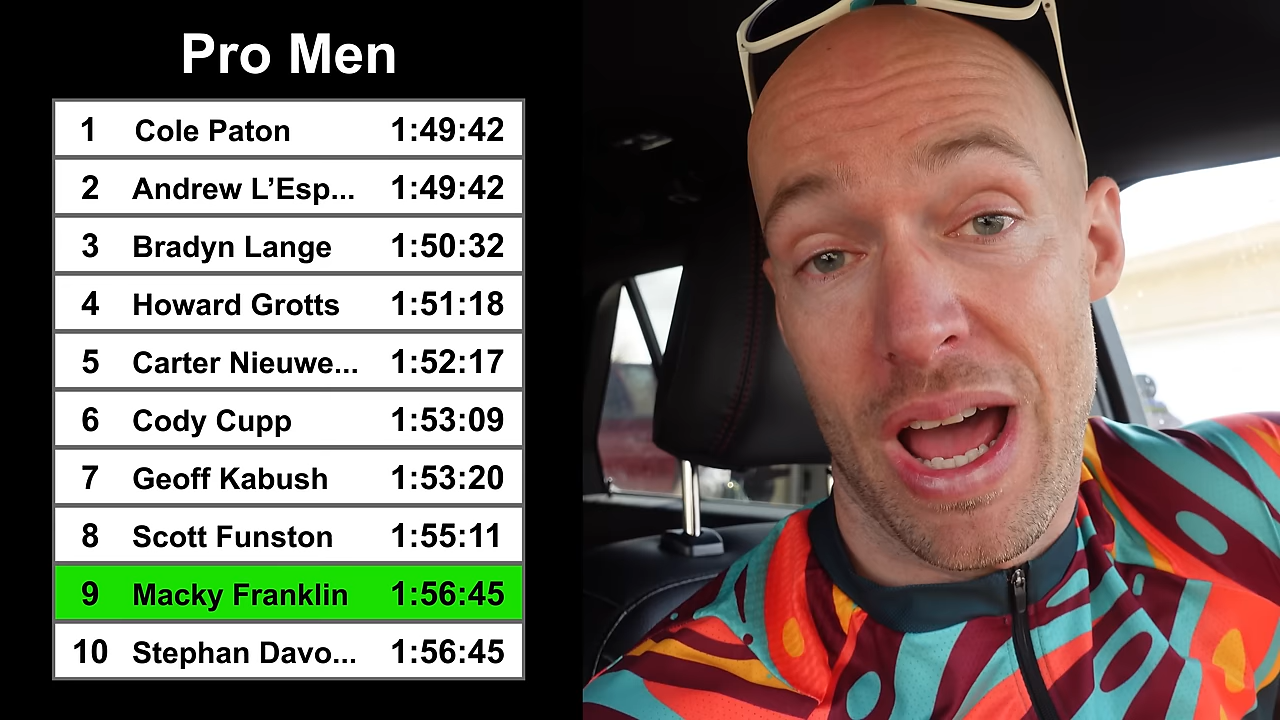 Pro Men
1 Cole Paton 1:49:42
2 Andrew L’Esp... 1:49:42
3 Bradyn Lange 1:50:32
4 Howard Grotts 1:51:18
5 Carter Nieuwe... 1:52:17
6 Cody Cupp 1:53:09
7 Geoff Kabush 1:53:20
8 Scott Funston 1:55:11
9 Macky Franklin 1:56:45
10 Stephan Davo... 1:56:45